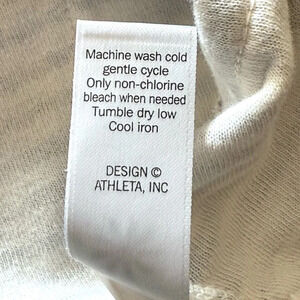 Machine wash cold
gentle cycle
Only non-chlorine
bleach when needed
Tumble dry low
Cool iron
DESIGN ©
ATHLETA, INC